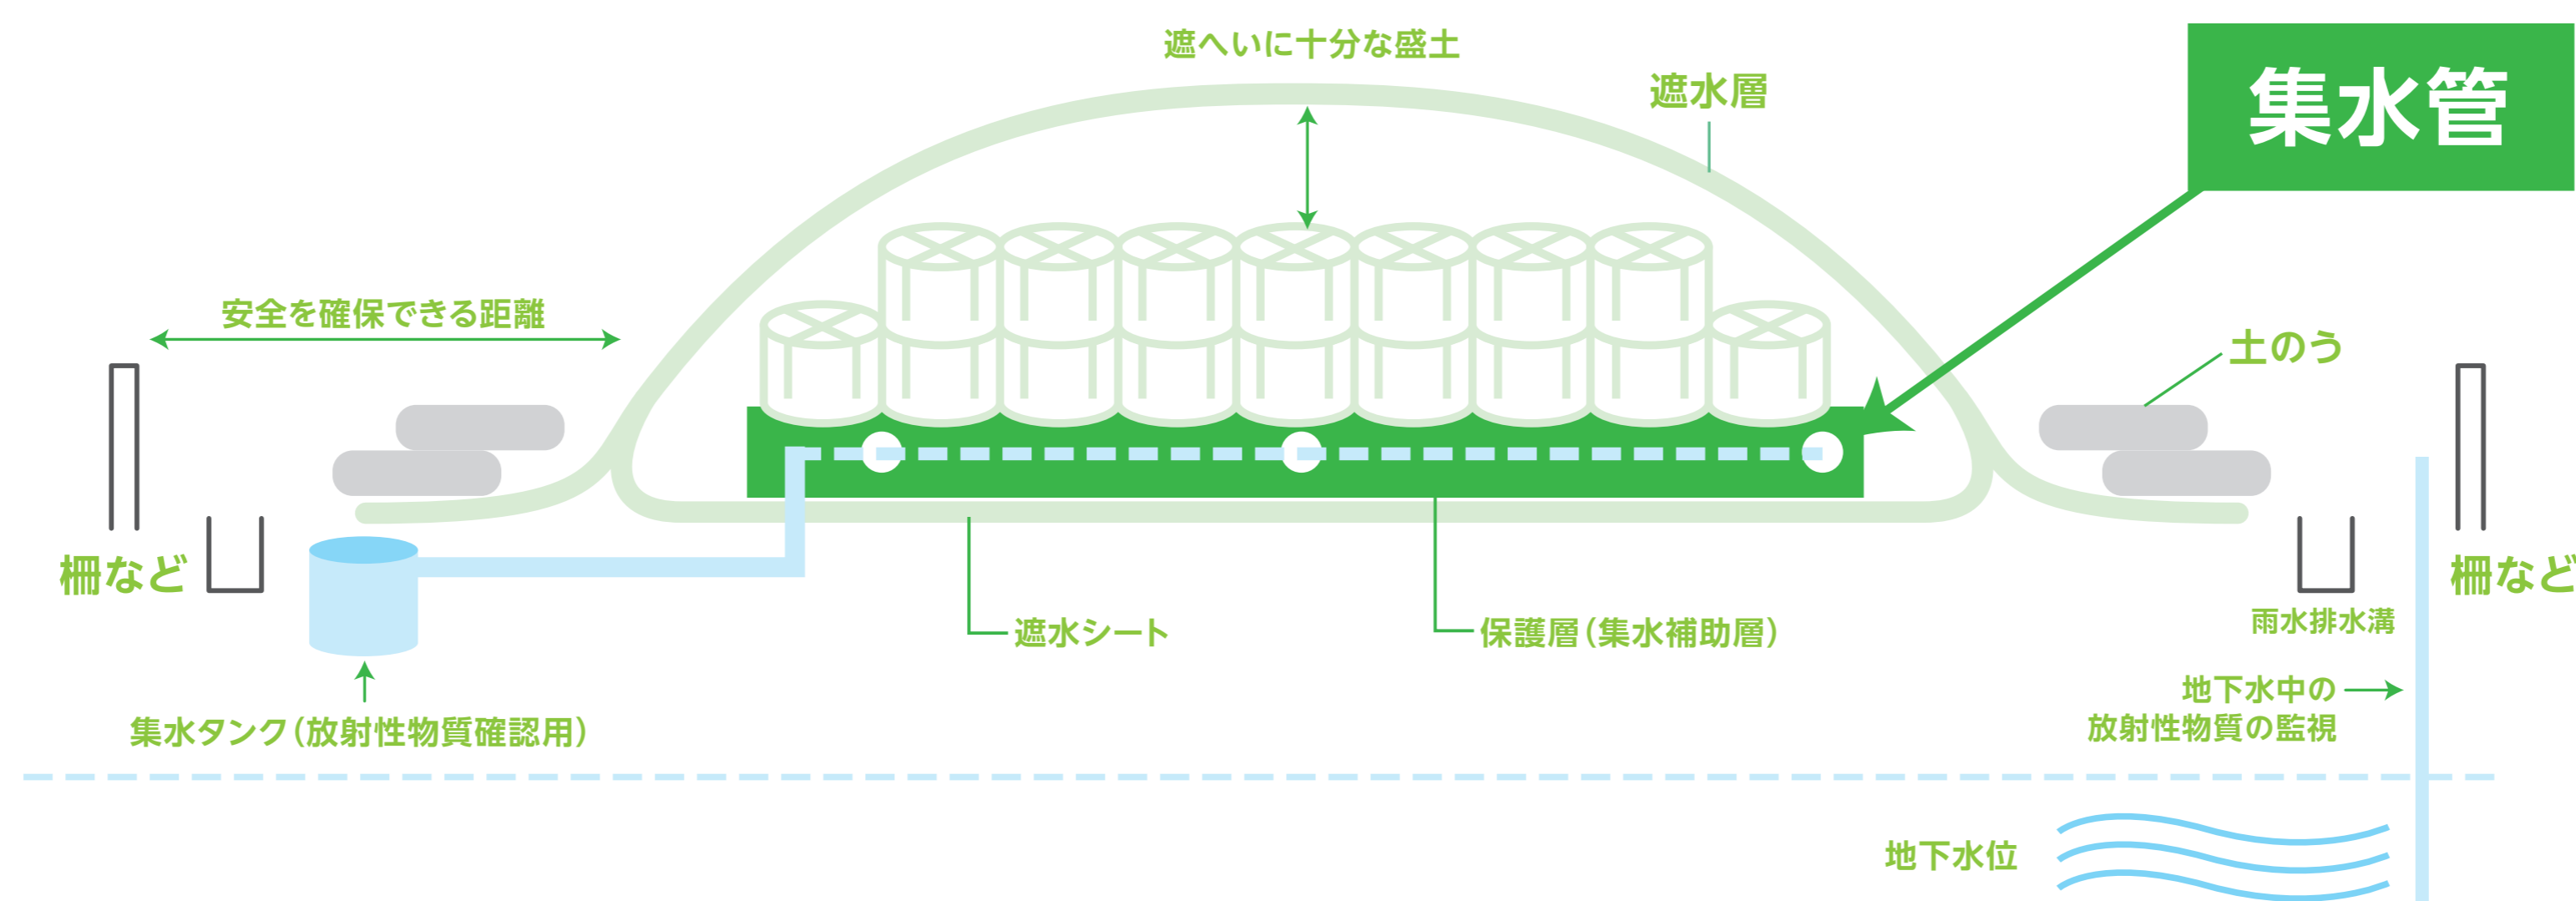 遮へいに十分な盛土
遮水層
集水管
安全を確保できる距離
土のう
柵など
柵など
遮水シート
保護層（集水補助層）
雨水排水溝
地下水中の
放射性物質の監視
集水タンク（放射性物質確認用）
地下水位